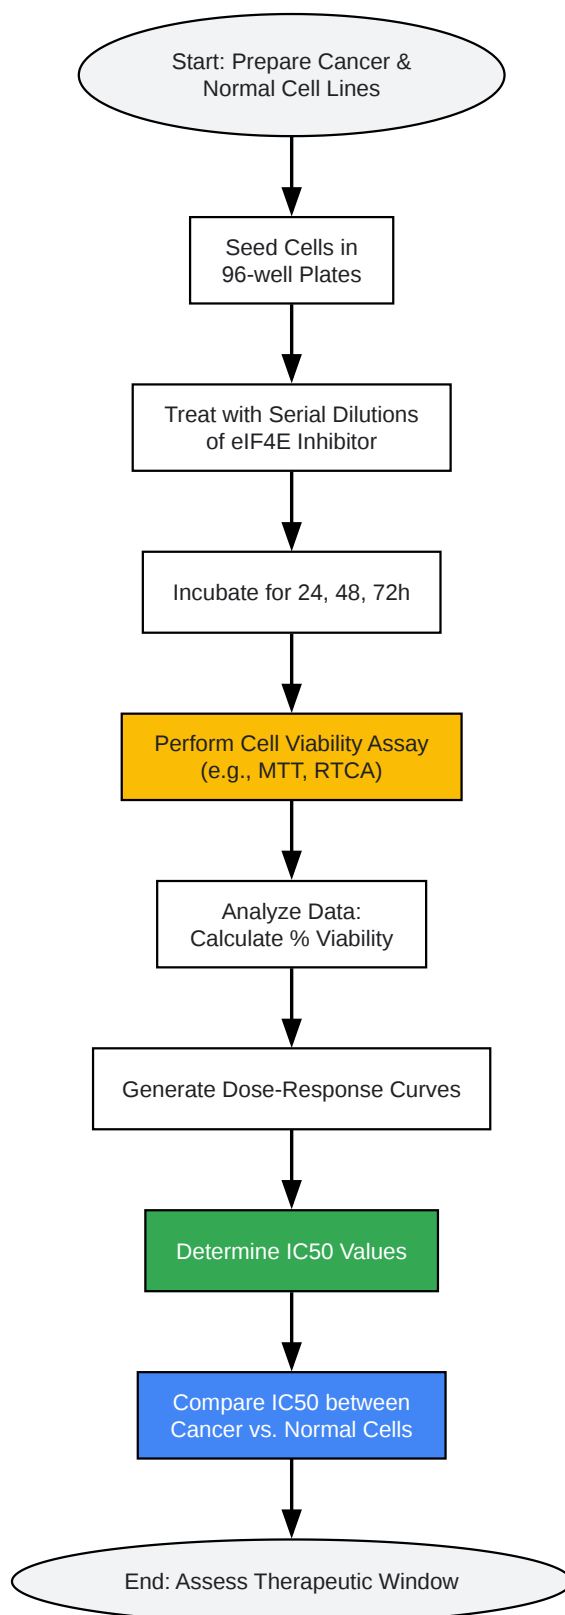 Start: Prepare Cancer &
Normal Cell Lines
Seed Cells in
96-well Plates
Treat with Serial Dilutions
of eIF4E Inhibitor
Incubate for 24, 48, 72h
Perform Cell Viability Assay
(e.g., MTT, RTCA)
Analyze Data:
Calculate % Viability
Generate Dose-Response Curves
Determine IC50 Values
Compare IC50 between
Cancer vs. Normal Cells
End: Assess Therapeutic Window